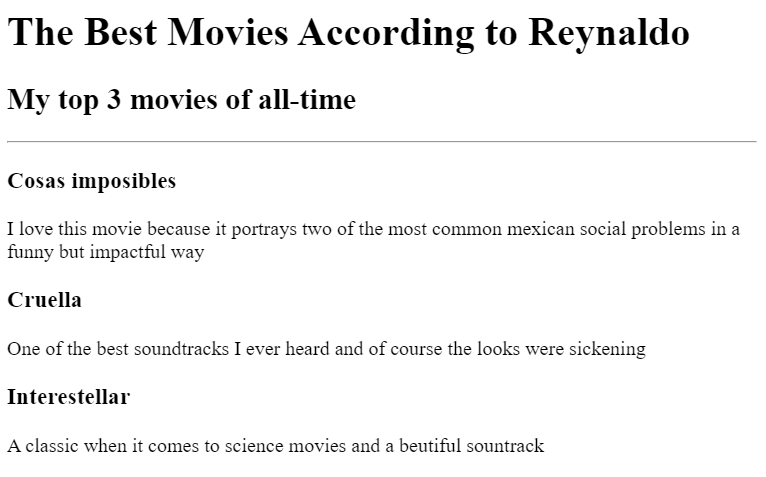 The Best Movies According to Reynaldo
My top 3 movies of all-time
Cosas imposibles
I love this movie because it portrays two of the most common mexican social problems in a
funny but impactful way
Cruella
One of the best soundtracks I ever heard and of course the looks were sickening
Interestellar
A classic when it comes to science movies and a beutiful sountrack